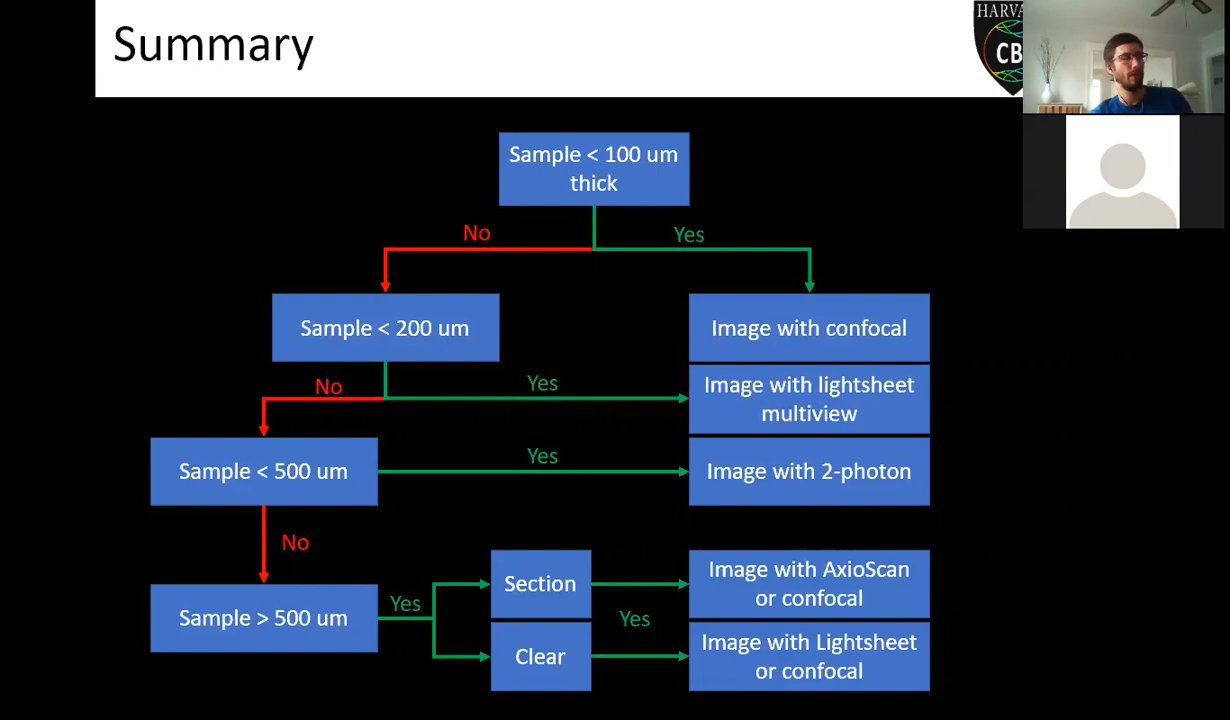 Summary
HARVA
CB
Sample < 100 um
thick
No
Yes
Sample < 200 um
Image with confocal
No
Yes
Image with lightsheet
multiview
Sample < 500 um
Yes
Image with 2-photon
No
Sample > 500 um
Yes
Section
Image with AxioScan
or confocal
Yes
Clear
Image with Lightsheet
or confocal